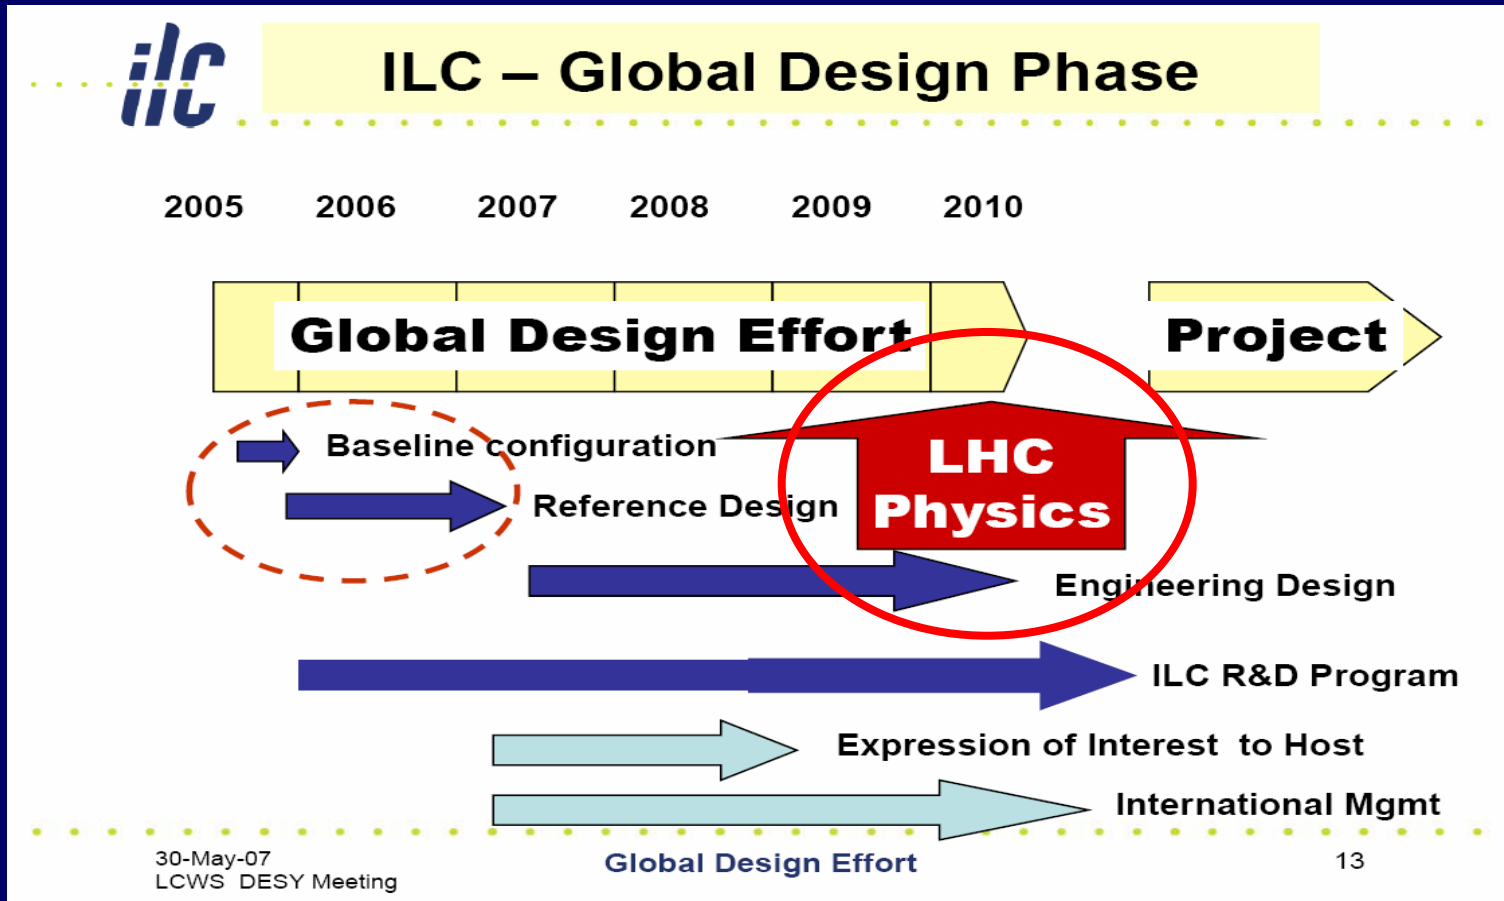 ilc
ILC – Global Design Phase
2005 2006 2007 2008 2009 2010
Global Design Effort
Project
Baseline configuration
LHC
Physics
Reference Design
Engineering Design
ILC R&D Program
Expression of Interest to Host
International Mgmt
30-May-07
LCWS DESY Meeting
Global Design Effort
13